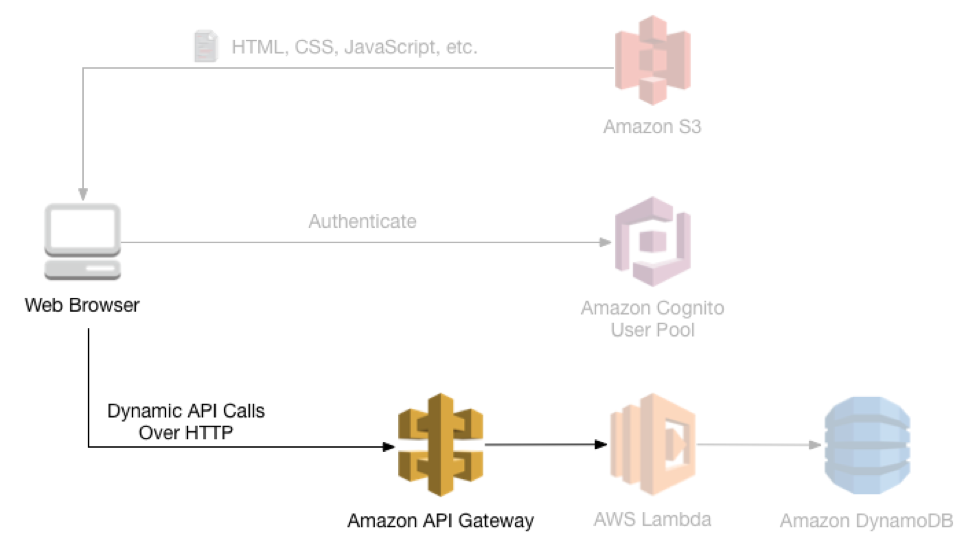 HTML, CSS, JavaScript, etc.
Amazon S3
Authenticate
Web Browser
Amazon Cognito
User Pool
Dynamic API Calls
Over HTTP
Amazon API Gateway
AWS Lambda
Amazon DynamoDB